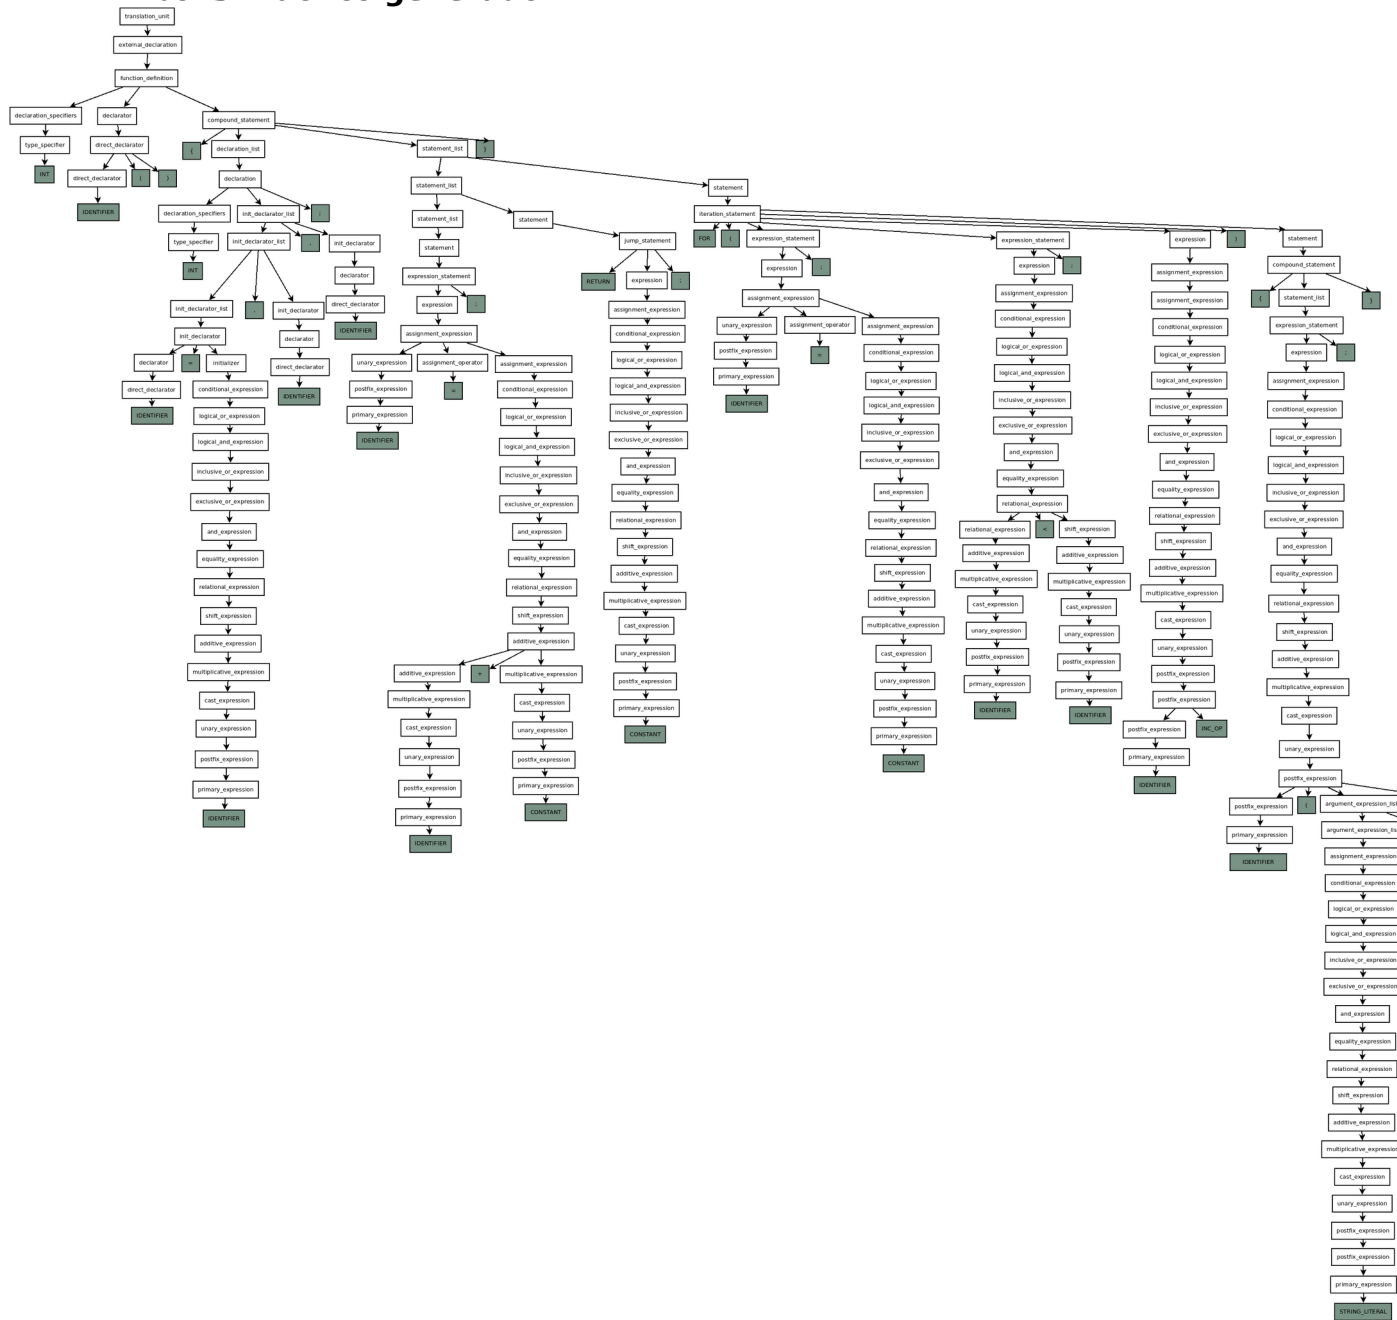 translation_unit
external_declaration
function_definition
declaration_specifiers
declarator
compound_statement
type_specifier
direct_declarator
{
declaration_list
statement_list
}
INT
direct_declarator
(
)
declaration
statement_list
statement
IDENTIFIER
declaration_specifiers
init_declarator_list
;
statement_list
statement
iteration_statement
type_specifier
init_declarator_list
,
init_declarator
statement
jump_statement
FOR
(
expression_statement
expression_statement
expression
)
statement
INT
declarator
expression_statement
RETURN
expression
;
expression
;
expression
;
assignment_expression
compound_statement
init_declarator_list
,
init_declarator
direct_declarator
expression
;
assignment_expression
assignment_expression
assignment_expression
assignment_expression
{
statement_list
}
init_declarator
declarator
IDENTIFIER
assignment_expression
conditional_expression
unary_expression
assignment_operator
assignment_expression
conditional_expression
conditional_expression
expression_statement
declarator
=
initializer
direct_declarator
unary_expression
assignment_operator
assignment_expression
logical_or_expression
postfix_expression
=
conditional_expression
logical_or_expression
logical_or_expression
expression
;
direct_declarator
conditional_expression
IDENTIFIER
postfix_expression
=
conditional_expression
logical_and_expression
primary_expression
logical_or_expression
logical_and_expression
logical_and_expression
assignment_expression
IDENTIFIER
logical_or_expression
primary_expression
logical_or_expression
inclusive_or_expression
IDENTIFIER
logical_and_expression
inclusive_or_expression
inclusive_or_expression
conditional_expression
logical_and_expression
IDENTIFIER
logical_and_expression
exclusive_or_expression
inclusive_or_expression
exclusive_or_expression
exclusive_or_expression
logical_or_expression
inclusive_or_expression
inclusive_or_expression
and_expression
exclusive_or_expression
and_expression
and_expression
logical_and_expression
exclusive_or_expression
exclusive_or_expression
equality_expression
and_expression
equality_expression
equality_expression
inclusive_or_expression
and_expression
and_expression
relational_expression
equality_expression
relational_expression
relational_expression
exclusive_or_expression
equality_expression
equality_expression
shift_expression
relational_expression
relational_expression
<
shift_expression
shift_expression
and_expression
relational_expression
relational_expression
additive_expression
shift_expression
additive_expression
additive_expression
additive_expression
equality_expression
shift_expression
shift_expression
multiplicative_expression
additive_expression
multiplicative_expression
multiplicative_expression
multiplicative_expression
relational_expression
additive_expression
additive_expression
cast_expression
multiplicative_expression
cast_expression
cast_expression
cast_expression
shift_expression
multiplicative_expression
additive_expression
+
multiplicative_expression
unary_expression
cast_expression
unary_expression
unary_expression
unary_expression
additive_expression
cast_expression
multiplicative_expression
cast_expression
postfix_expression
unary_expression
postfix_expression
postfix_expression
postfix_expression
multiplicative_expression
unary_expression
cast_expression
unary_expression
primary_expression
postfix_expression
primary_expression
primary_expression
postfix_expression
cast_expression
postfix_expression
unary_expression
postfix_expression
CONSTANT
primary_expression
IDENTIFIER
IDENTIFIER
postfix_expression
INC_OP
unary_expression
primary_expression
postfix_expression
primary_expression
CONSTANT
primary_expression
postfix_expression
IDENTIFIER
primary_expression
CONSTANT
IDENTIFIER
postfix_expression
(
argument_expression_list
IDENTIFIER
primary_expression
argument_expression_lis
IDENTIFIER
assignment_expression
conditional_expression
logical_or_expression
logical_and_expression
inclusive_or_expression
exclusive_or_expression
and_expression
equality_expression
relational_expression
shift_expression
additive_expression
multiplicative_expression
cast_expression
unary_expression
postfix_expression
postfix_expression
primary_expression
STRING_LITERAL